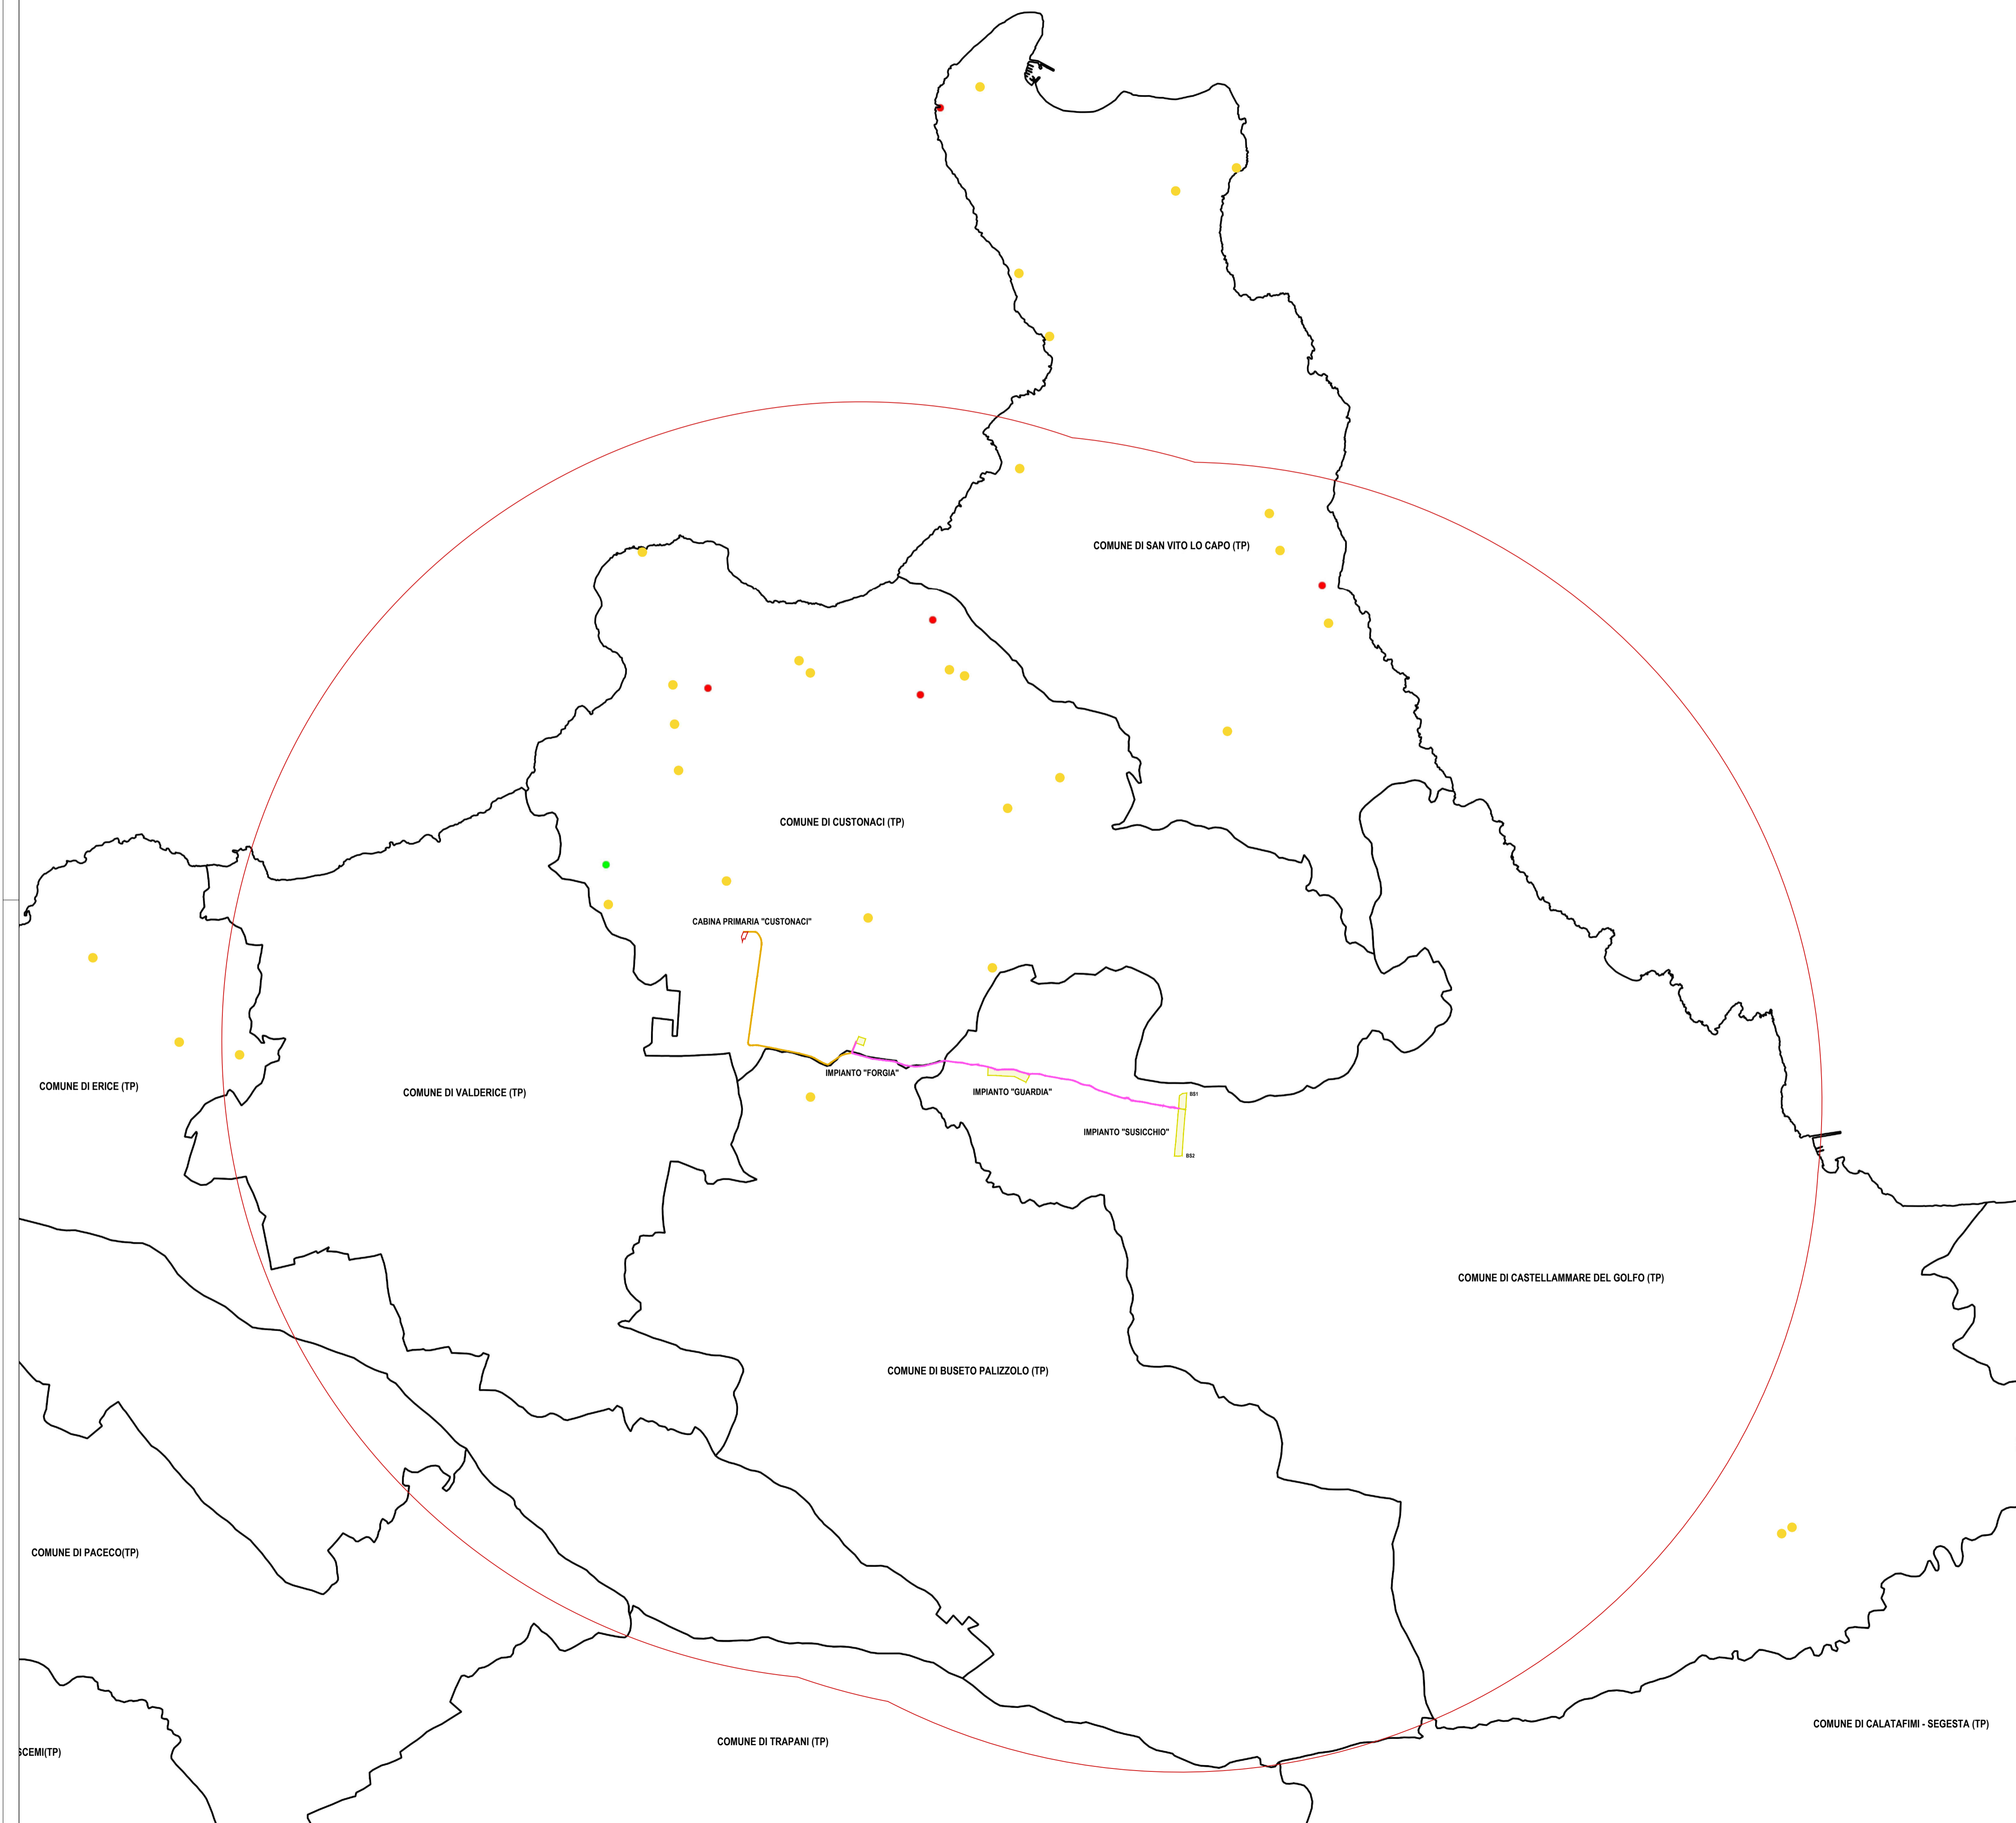 COMUNE DI SAN VITO LO CAPO (TP)
COMUNE DI CUSTONACI (TP)
CABINA PRIMARIA "CUSTONACI"
IMPIANTO "FORGIA"
COMUNE DI ERICE (TP)
COMUNE DI VALDERICE (TP)
IMPIANTO "GUARDIA"
BS1
IMPIANTO "SUSICCHIO"
BS2
COMUNE DI CASTELLAMMARE DEL GOLFO (TP)
COMUNE DI BUSETO PALIZZOLO (TP)
COMUNE DI PACECO(TP)
COMUNE DI CALATAFIMI - SEGESTA (TP)
COMUNE DI TRAPANI (TP)
SCEMI(TP)